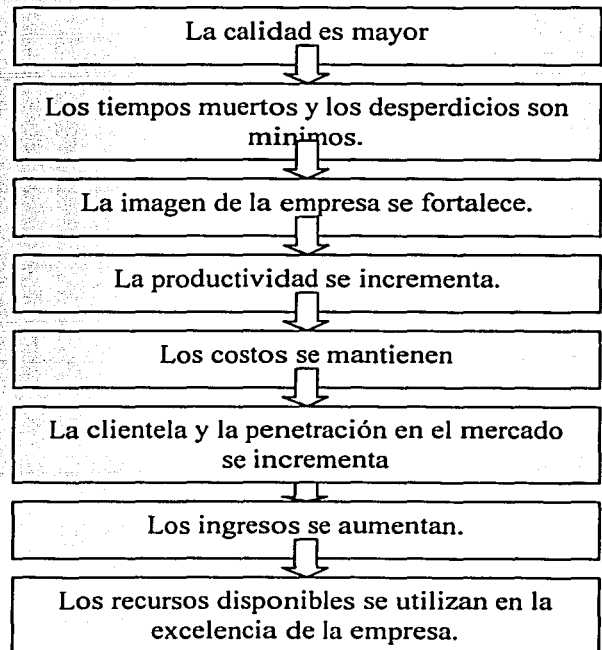 La calidad es mayor
Los tiempos muertos y los desperdicios son
minimos.
La imagen de la empresa se fortalece.
La productividad se incrementa.
Los costos se mantienen
La clientela y la penetración en el mercado
se incrementa
Los ingresos se aumentan.
Los recursos disponibles se utilizan en la
excelencia de la empresa.